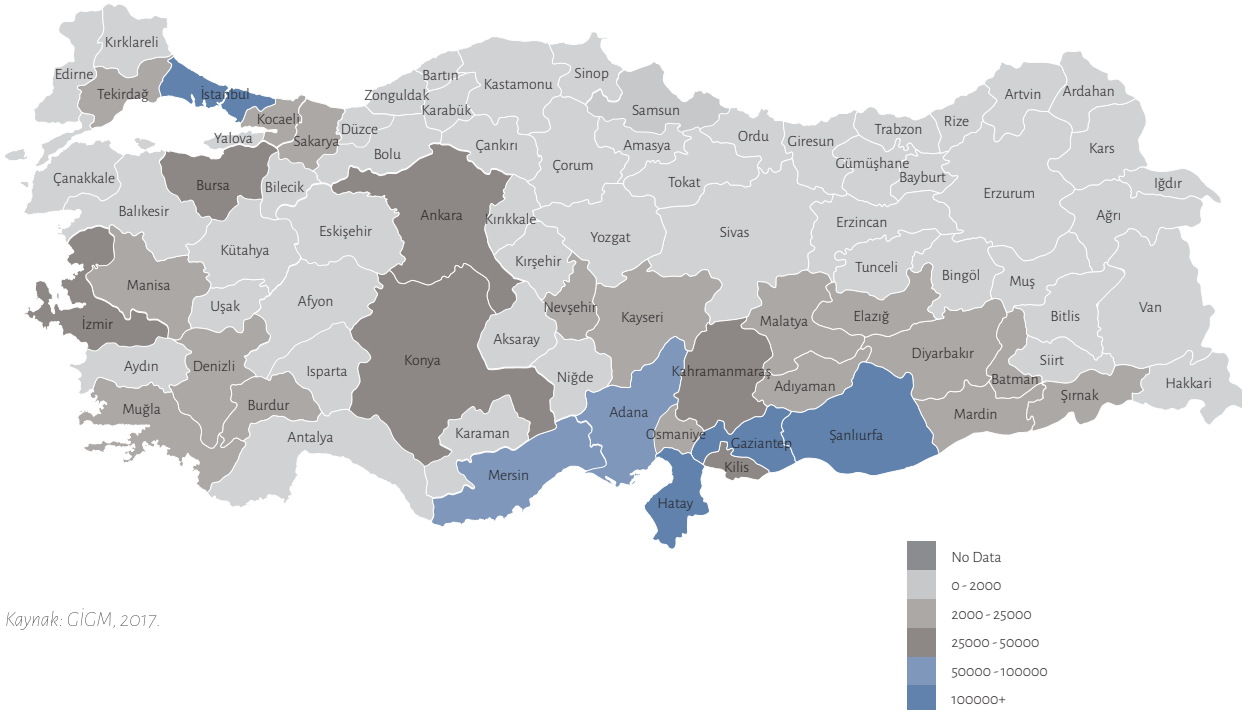 Kırklareli
Edirne
Tekirdağ
İstanbul
Kocaeli
Yalova
Sakarya
Düzce
Zonguldak
Bartın
Karabük
Kastamonu
Sinop
Samsun
Bolu
Çankırı
Çorum
Amasya
Tokat
Ordu
Giresun
Trabzon
Gümüşhane
Bayburt
Rize
Artvin
Ardahan
Kars
Iğdır
Ağrı
Erzurum
Erzincan
Çanakkale
Balıkesir
Bursa
Bilecik
Kütahya
Eskişehir
Ankara
Kırıkkale
Kırşehir
Yozgat
Sivas
Tunceli
Bingöl
Muş
Bitlis
Van
Manisa
İzmir
Uşak
Afyon
Konya
Aksaray
Nevşehir
Kayseri
Malatya
Elazığ
Diyarbakır
Batman
Siirt
Şırnak
Hakkari
Aydın
Denizli
Isparta
Burdur
Muğla
Antalya
Karaman
Niğde
Mersin
Adana
Kahramanmaraş
Osmaniye
Adıyaman
Gaziantep
Kilis
Hatay
Şanlıurfa
Mardin
No Data
0 - 2000
2000 - 25000
25000 - 50000
50000 - 100000
100000+
Kaynak: GİGM, 2017.